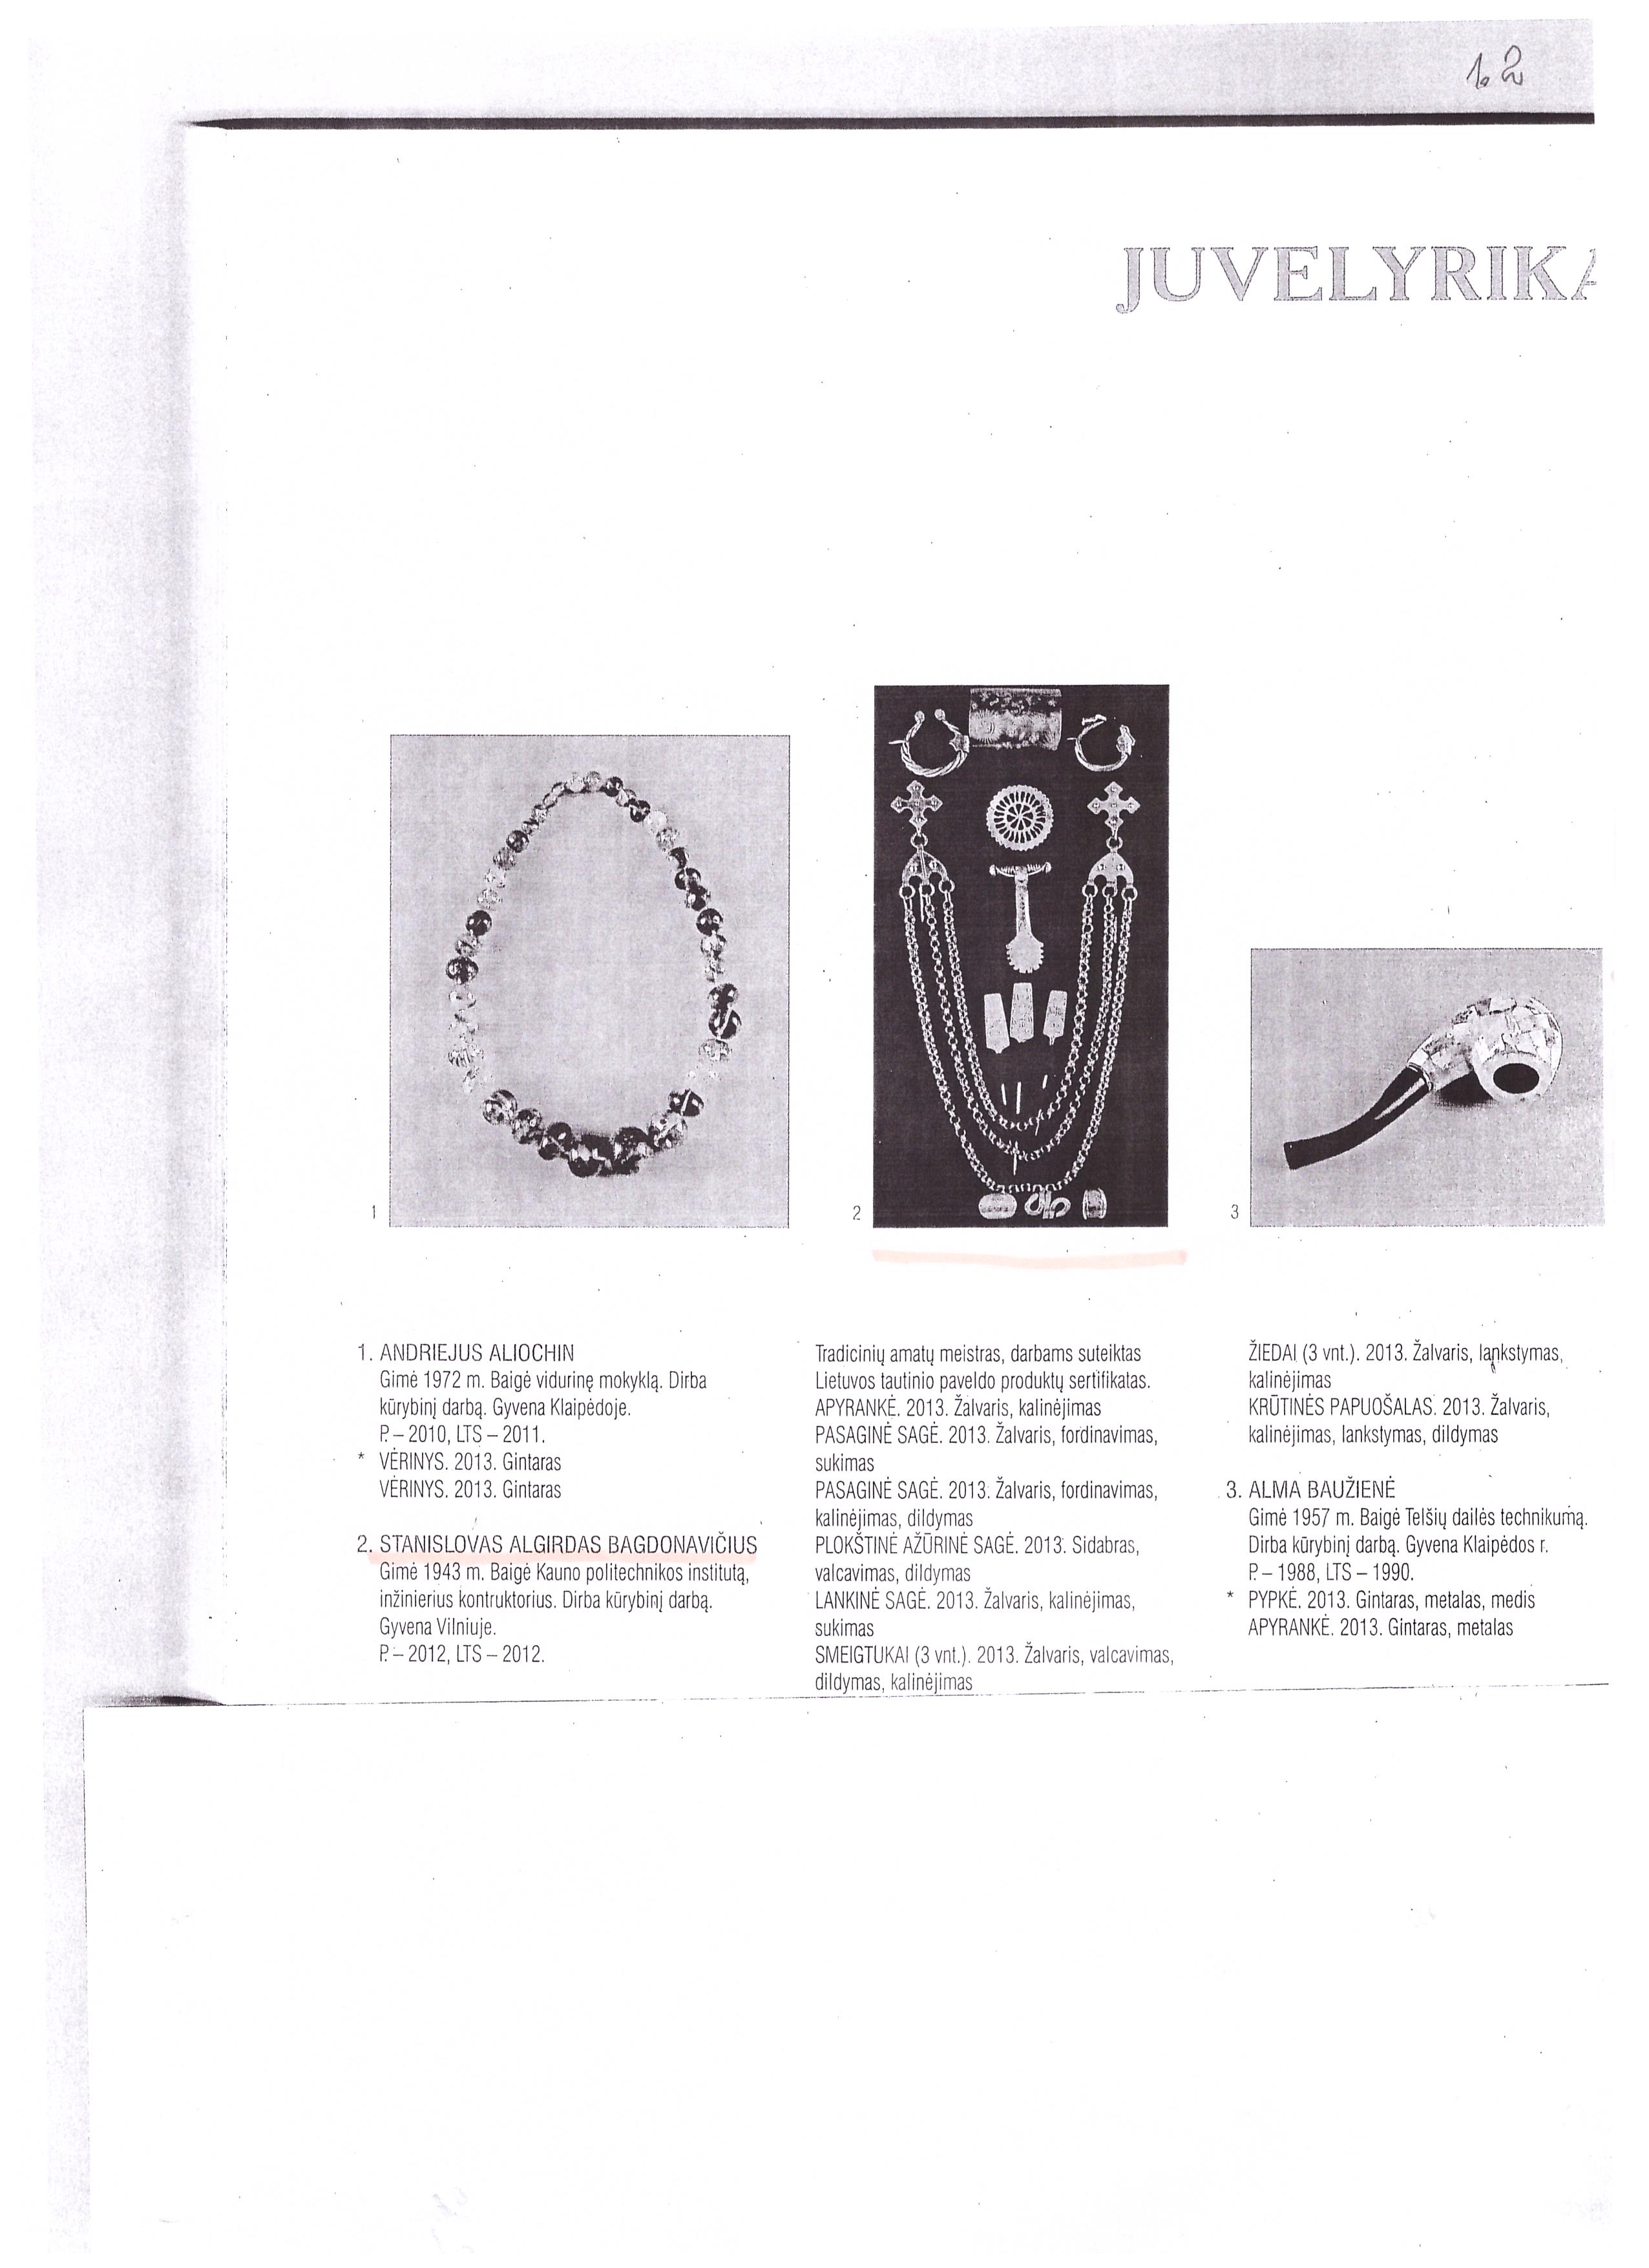 1.2
JUVELYRIKA
1
2
3
1. ANDRIEJUS ALIOCHIN
Gimė 1972 m. Baigė vidurinę mokyklą. Dirba
kūrybinį darbą. Gyvena Klaipėdoje.
P. – 2010, LTS – 2011.
* VĖRINYS. 2013. Gintaras
VĖRINYS. 2013. Gintaras
2. STANISLOVAS ALGIRDAS BAGDONAVIČIUS
Gimė 1943 m. Baigė Kauno politechnikos institutą,
inžinierius kontruktorius. Dirba kūrybinį darbą.
Gyvena Vilniuje.
P. – 2012, LTS – 2012.
Tradicinių amatų meistras, darbams suteiktas
Lietuvos tautinio paveldo produktų sertifikatas.
APYRANKĖ. 2013. Žalvaris, kalinėjimas
PASAGINĖ SAGĖ. 2013. Žalvaris, fordinavimas,
sukimas
PASAGINĖ SAGĖ. 2013. Žalvaris, fordinavimas,
kalinėjimas, dildymas
PLOKŠTINĖ AŽŪRINĖ SAGĖ. 2013. Sidabras,
valcavimas, dildymas
LANKINĖ SAGĖ. 2013. Žalvaris, kalinėjimas,
sukimas
SMEIGTUKAI (3 vnt.). 2013. Žalvaris, valcavimas,
dildymas, kalinėjimas
ŽIEDAI (3 vnt.). 2013. Žalvaris, lankstymas,
kalinėjimas
KRŪTINĖS PAPUOŠALAS. 2013. Žalvaris,
kalinėjimas, lankstymas, dildymas
3. ALMA BAUŽIENĖ
Gimė 1957 m. Baigė Telšių dailės technikumą.
Dirba kūrybinį darbą. Gyvena Klaipėdos r.
P. – 1988, LTS – 1990.
* PYPKĖ. 2013. Gintaras, metalas, medis
APYRANKĖ. 2013. Gintaras, metalas